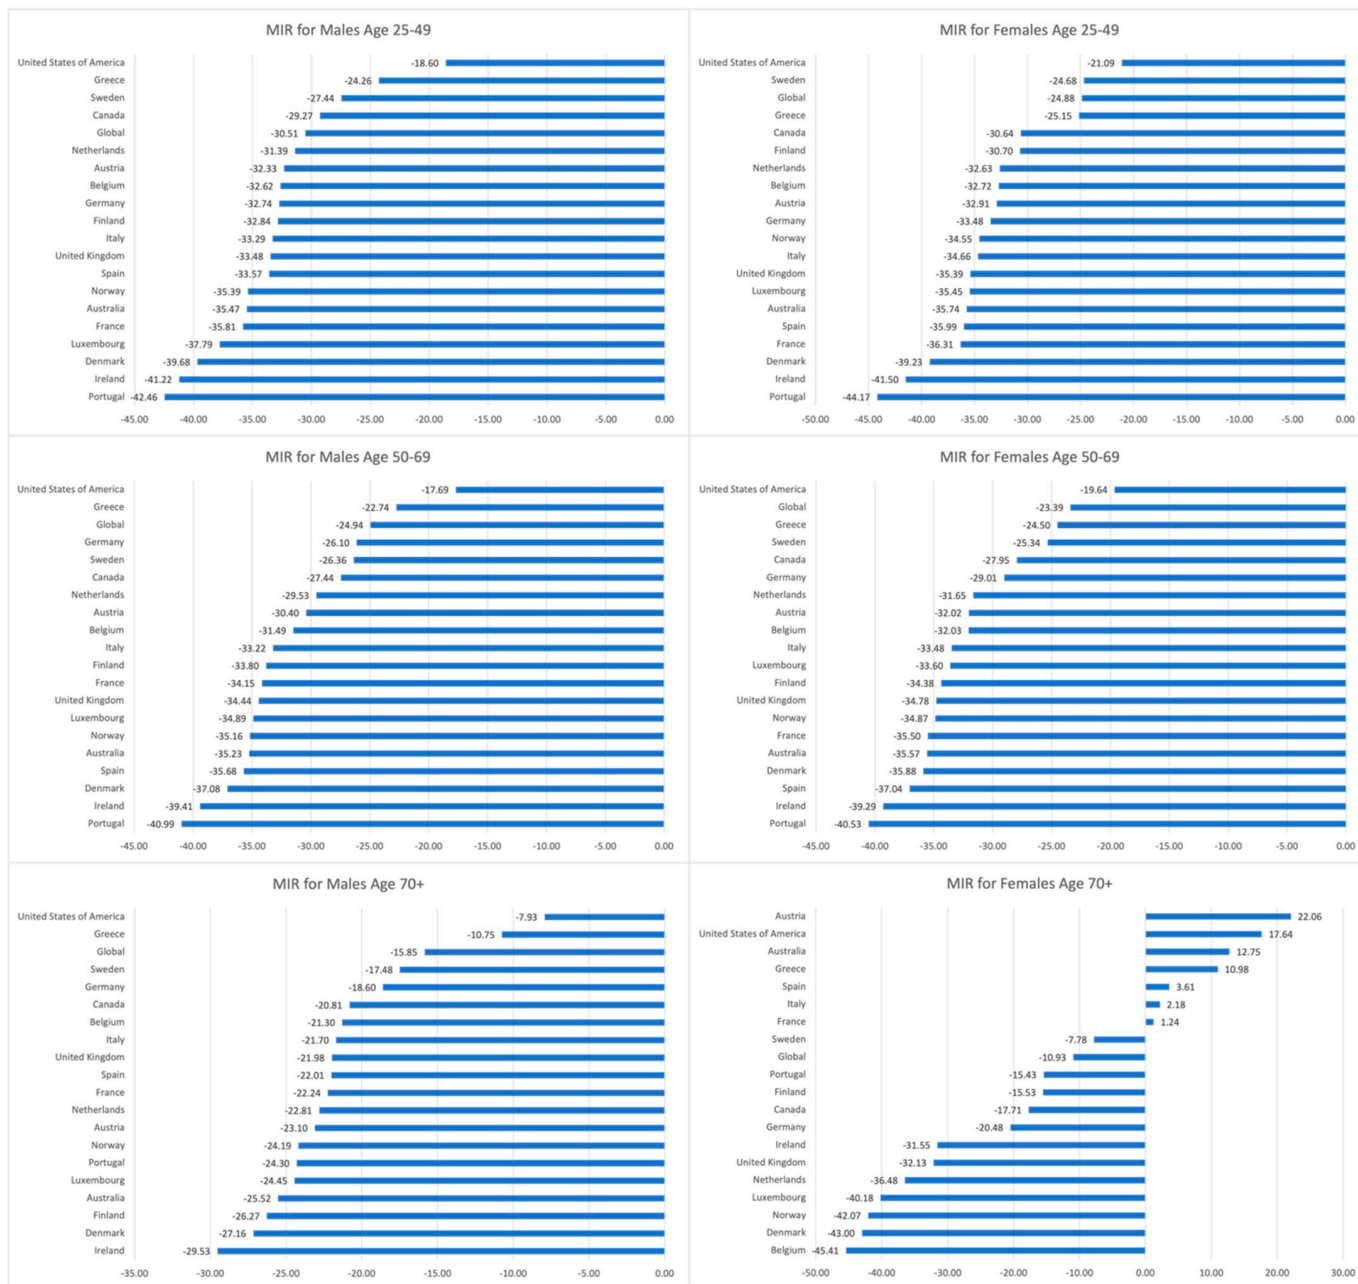 MIR for Males Age 25-49
United States of America -18.60
Greece -24.26
Sweden -27.44
Canada -29.27
Global -30.51
Netherlands -31.39
Austria -32.33
Belgium -32.62
Germany -32.74
Finland -32.84
Italy -33.29
United Kingdom -33.48
Spain -33.57
Norway -35.39
Australia -35.47
France -35.81
Luxembourg -37.79
Denmark -39.68
Ireland -41.22
Portugal -42.46
-45.00 -40.00 -35.00 -30.00 -25.00 -20.00 -15.00 -10.00 -5.00 0.00
MIR for Females Age 25-49
United States of America -21.09
Sweden -24.68
Global -24.88
Greece -25.15
Canada -30.64
Finland -30.70
Netherlands -32.63
Belgium -32.72
Austria -32.91
Germany -33.48
Norway -34.55
Italy -34.66
United Kingdom -35.39
Luxembourg -35.45
Australia -35.74
Spain -35.99
France -36.31
Denmark -39.23
Ireland -41.50
Portugal -44.17
-50.00 -45.00 -40.00 -35.00 -30.00 -25.00 -20.00 -15.00 -10.00 -5.00 0.00
MIR for Males Age 50-69
United States of America -17.69
Greece -22.74
Global -24.94
Germany -26.10
Sweden -26.36
Canada -27.44
Netherlands -29.53
Austria -30.40
Belgium -31.49
Italy -33.22
Finland -33.80
France -34.15
United Kingdom -34.44
Luxembourg -34.89
Norway -35.16
Australia -35.23
Spain -35.68
Denmark -37.08
Ireland -39.41
Portugal -40.99
-45.00 -40.00 -35.00 -30.00 -25.00 -20.00 -15.00 -10.00 -5.00 0.00
MIR for Females Age 50-69
United States of America -19.64
Global -23.39
Greece -24.50
Sweden -25.34
Canada -27.95
Germany -29.01
Netherlands -31.65
Austria -32.02
Belgium -32.03
Italy -33.48
Luxembourg -33.60
Finland -34.38
United Kingdom -34.78
Norway -34.87
France -35.50
Australia -35.57
Denmark -35.88
Spain -37.04
Ireland -39.29
Portugal -40.53
-45.00 -40.00 -35.00 -30.00 -25.00 -20.00 -15.00 -10.00 -5.00 0.00
MIR for Males Age 70+
United States of America -7.93
Greece -10.75
Global -15.85
Sweden -17.48
Germany -18.60
Canada -20.81
Belgium -21.30
Italy -21.70
United Kingdom -21.98
Spain -22.01
France -22.24
Netherlands -22.81
Austria -23.10
Norway -24.19
Portugal -24.30
Luxembourg -24.45
Australia -25.52
Finland -26.27
Denmark -27.16
Ireland -29.53
-35.00 -30.00 -25.00 -20.00 -15.00 -10.00 -5.00 0.00
MIR for Females Age 70+
Austria 22.06
United States of America 17.64
Australia 12.75
Greece 10.98
Spain 3.61
Italy 2.18
France 1.24
Sweden -7.78
Global -10.93
Portugal -15.43
Finland -15.53
Canada -17.71
Germany -20.48
Ireland -31.55
United Kingdom -32.13
Netherlands -36.48
Luxembourg -40.18
Norway -42.07
Denmark -43.00
Belgium -45.41
-50.00 -40.00 -30.00 -20.00 -10.00 0.00 10.00 20.00 30.00